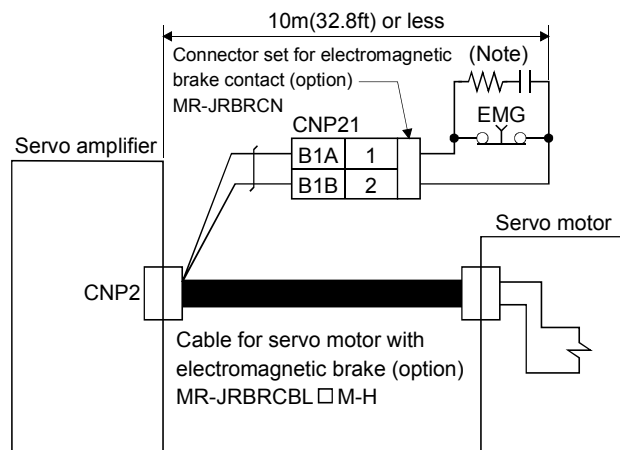 10m(32.8ft) or less
Connector set for electromagnetic
brake contact (option)
MR-JRBRCN
(Note)
EMG
CNP21
B1A 1
B1B 2
Servo amplifier
Servo motor
CNP2
Cable for servo motor with
electromagnetic brake (option)
MR-JRBRCBL□M-H